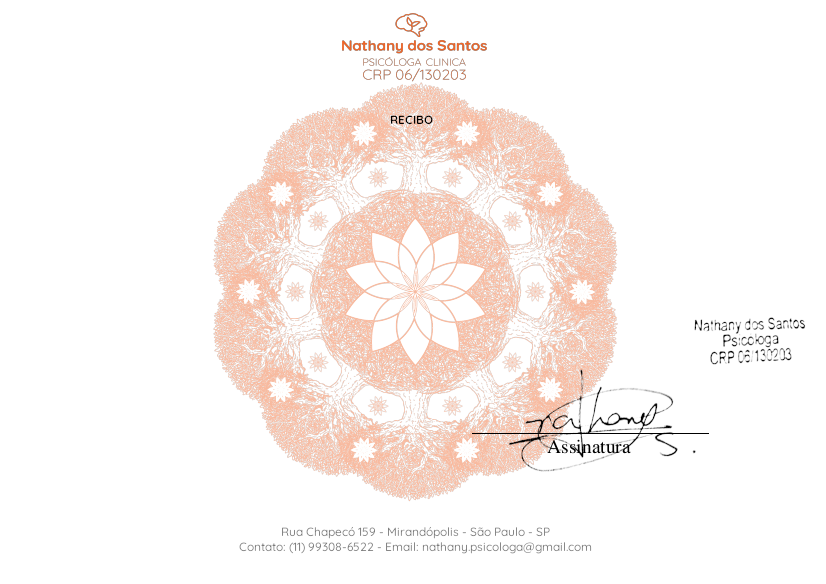 Nathany dos Santos
PSICÓLOGA CLINICA
CRP 06/130203
RECIBO
Nathany dos Santos
Psicologa
CRP 06/130203
Nathany S.
Assinatura
Rua Chapecó 159 - Mirandópolis - São Paulo - SP
Contato: (11) 99308-6522 - Email: nathany.psicologa@gmail.com